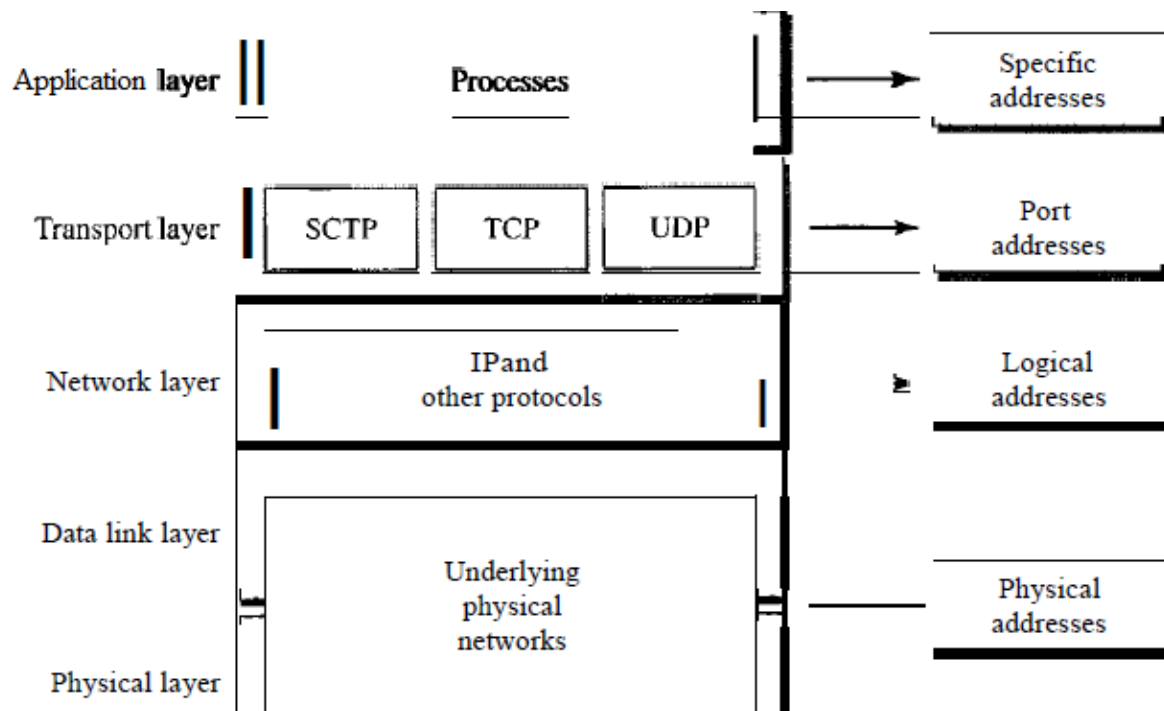 Application layer
Processes
Specific
addresses
Transport layer
SCTP
TCP
UDP
Port
addresses
Network layer
IPand
other protocols
Logical
addresses
Data link layer
Underlying
physical
networks
Physical
addresses
Physical layer